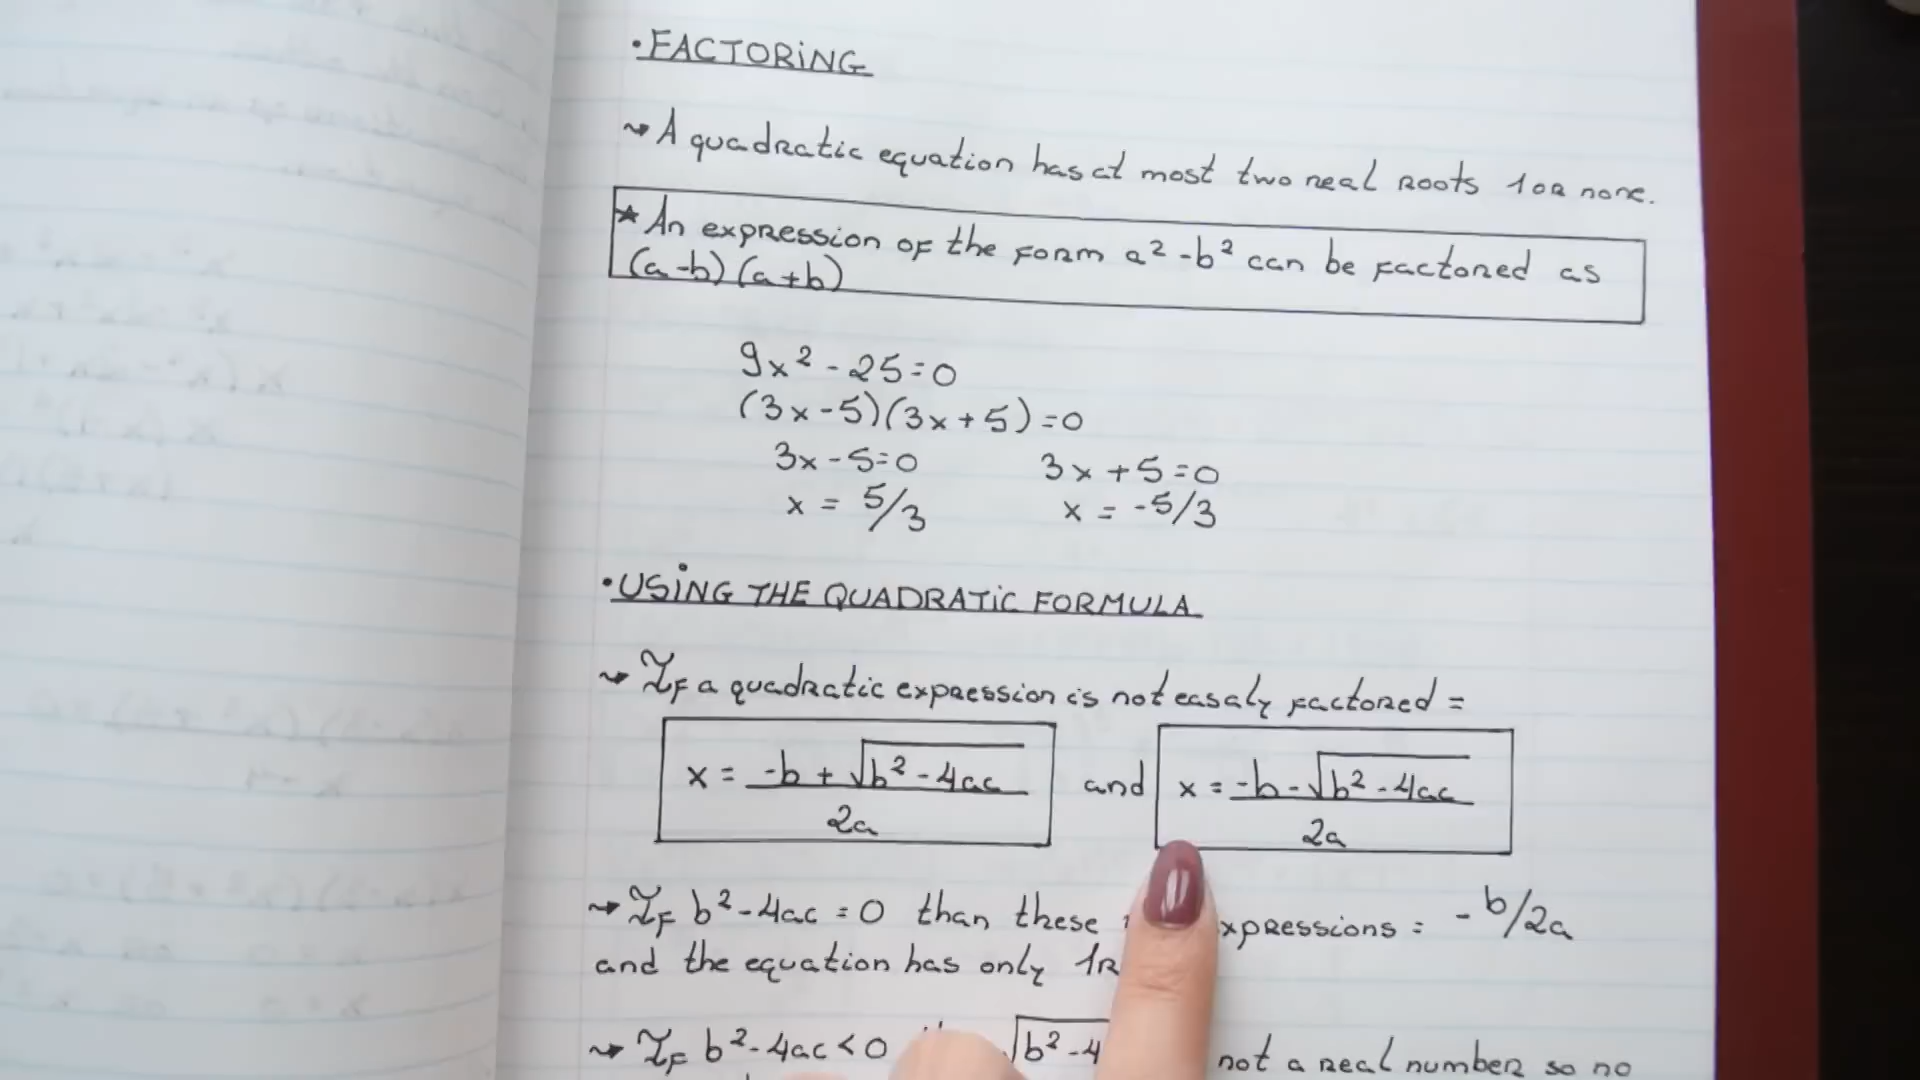 • FACTORING
↝ A quadratic equation has at most two real roots 1 or none.
* An expression of the form a² - b² can be factored as
(a-b)(a+b)
9x² - 25 = 0
(3x - 5)(3x + 5) = 0
3x - 5 = 0 3x + 5 = 0
x = 5/3 x = -5/3
• USING THE QUADRATIC FORMULA
↝ If a quadratic expression is not easaly factored =
x = (-b + √(b² - 4ac)) / 2a and x = (-b - √(b² - 4ac)) / 2a
↝ If b² - 4ac = 0 than these xpressions = -b/2a
and the equation has only 1R
↝ If b² - 4ac < 0 √b² - 4 not a real number so no